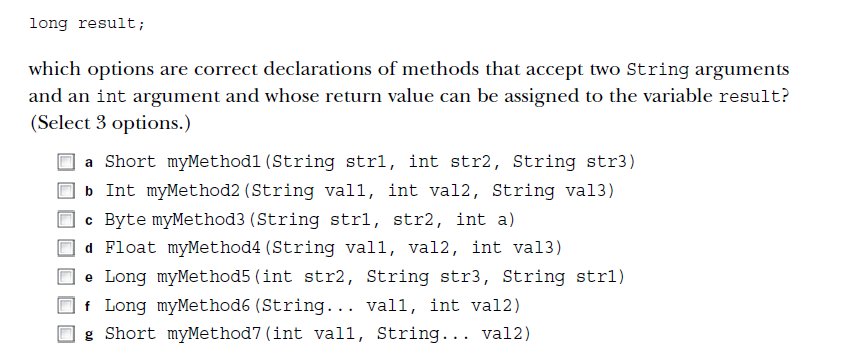 long result;
which options are correct declarations of methods that accept two String arguments
and an int argument and whose return value can be assigned to the variable result?
(Select 3 options.)
a Short myMethod1(String str1, int str2, String str3)
b Int myMethod2(String val1, int val2, String val3)
c Byte myMethod3(String str1, str2, int a)
d Float myMethod4(String val1, val2, int val3)
e Long myMethod5(int str2, String str3, String str1)
f Long myMethod6(String... val1, int val2)
g Short myMethod7(int val1, String... val2)